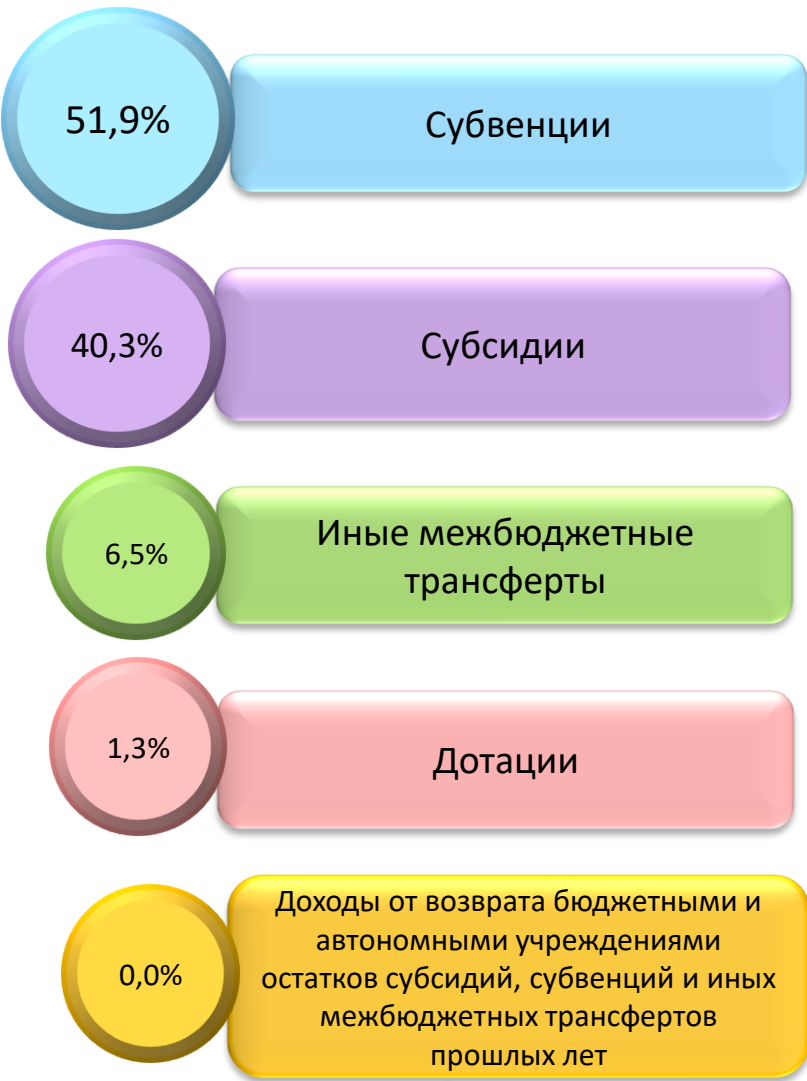 51,9%
Субвенции
40,3%
Субсидии
6,5%
Иные межбюджетные
трансферты
1,3%
Дотации
0,0%
Доходы от возврата бюджетными и
автономными учреждениями
остатков субсидий, субвенций и иных
межбюджетных трансфертов
прошлых лет